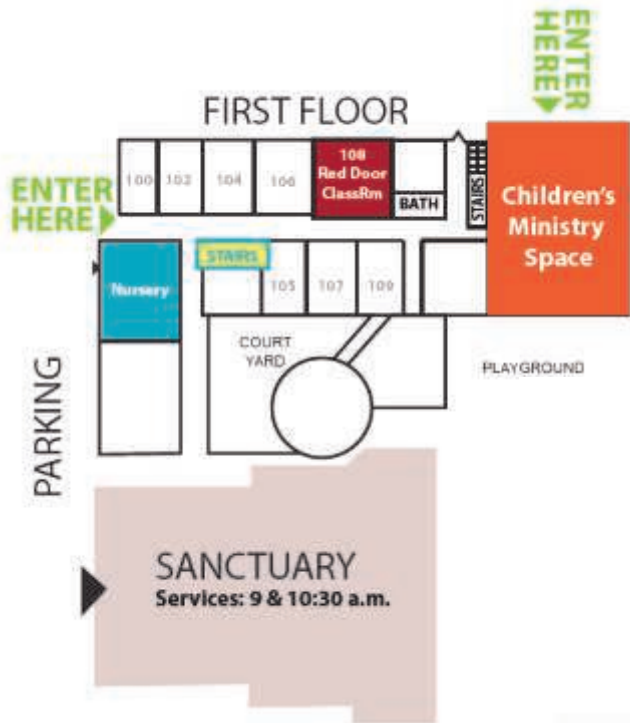 ENTER
HERE
FIRST FLOOR
100
102
104
106
108
Red Door
ClassRm
BATH
STAIRS
Children's
Ministry
Space
ENTER
HERE
STAIRS
Nursery
105
107
109
COURT
YARD
PLAYGROUND
PARKING
SANCTUARY
Services: 9 & 10:30 a.m.